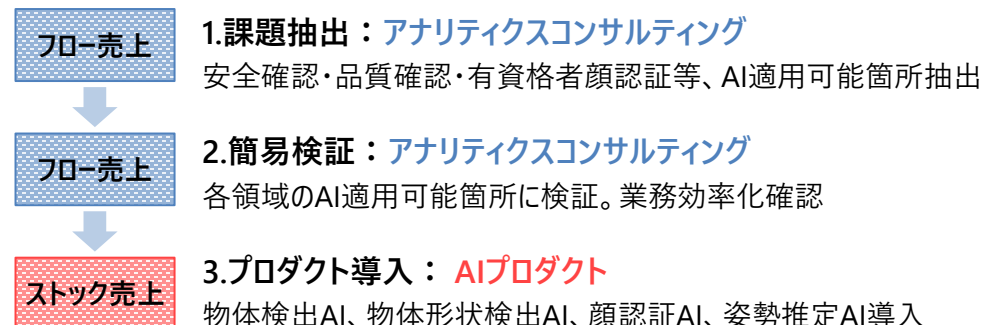 フロー売上
1.課題抽出：アナリティクスコンサルティング
安全確認・品質確認・有資格者顔認証等、AI適用可能箇所抽出
フロー売上
2.簡易検証：アナリティクスコンサルティング
各領域のAI適用可能箇所に検証。業務効率化確認
ストック売上
3.プロダクト導入： AIプロダクト
物体検出AI、物体形状検出AI、顔認証AI、姿勢推定AI導入